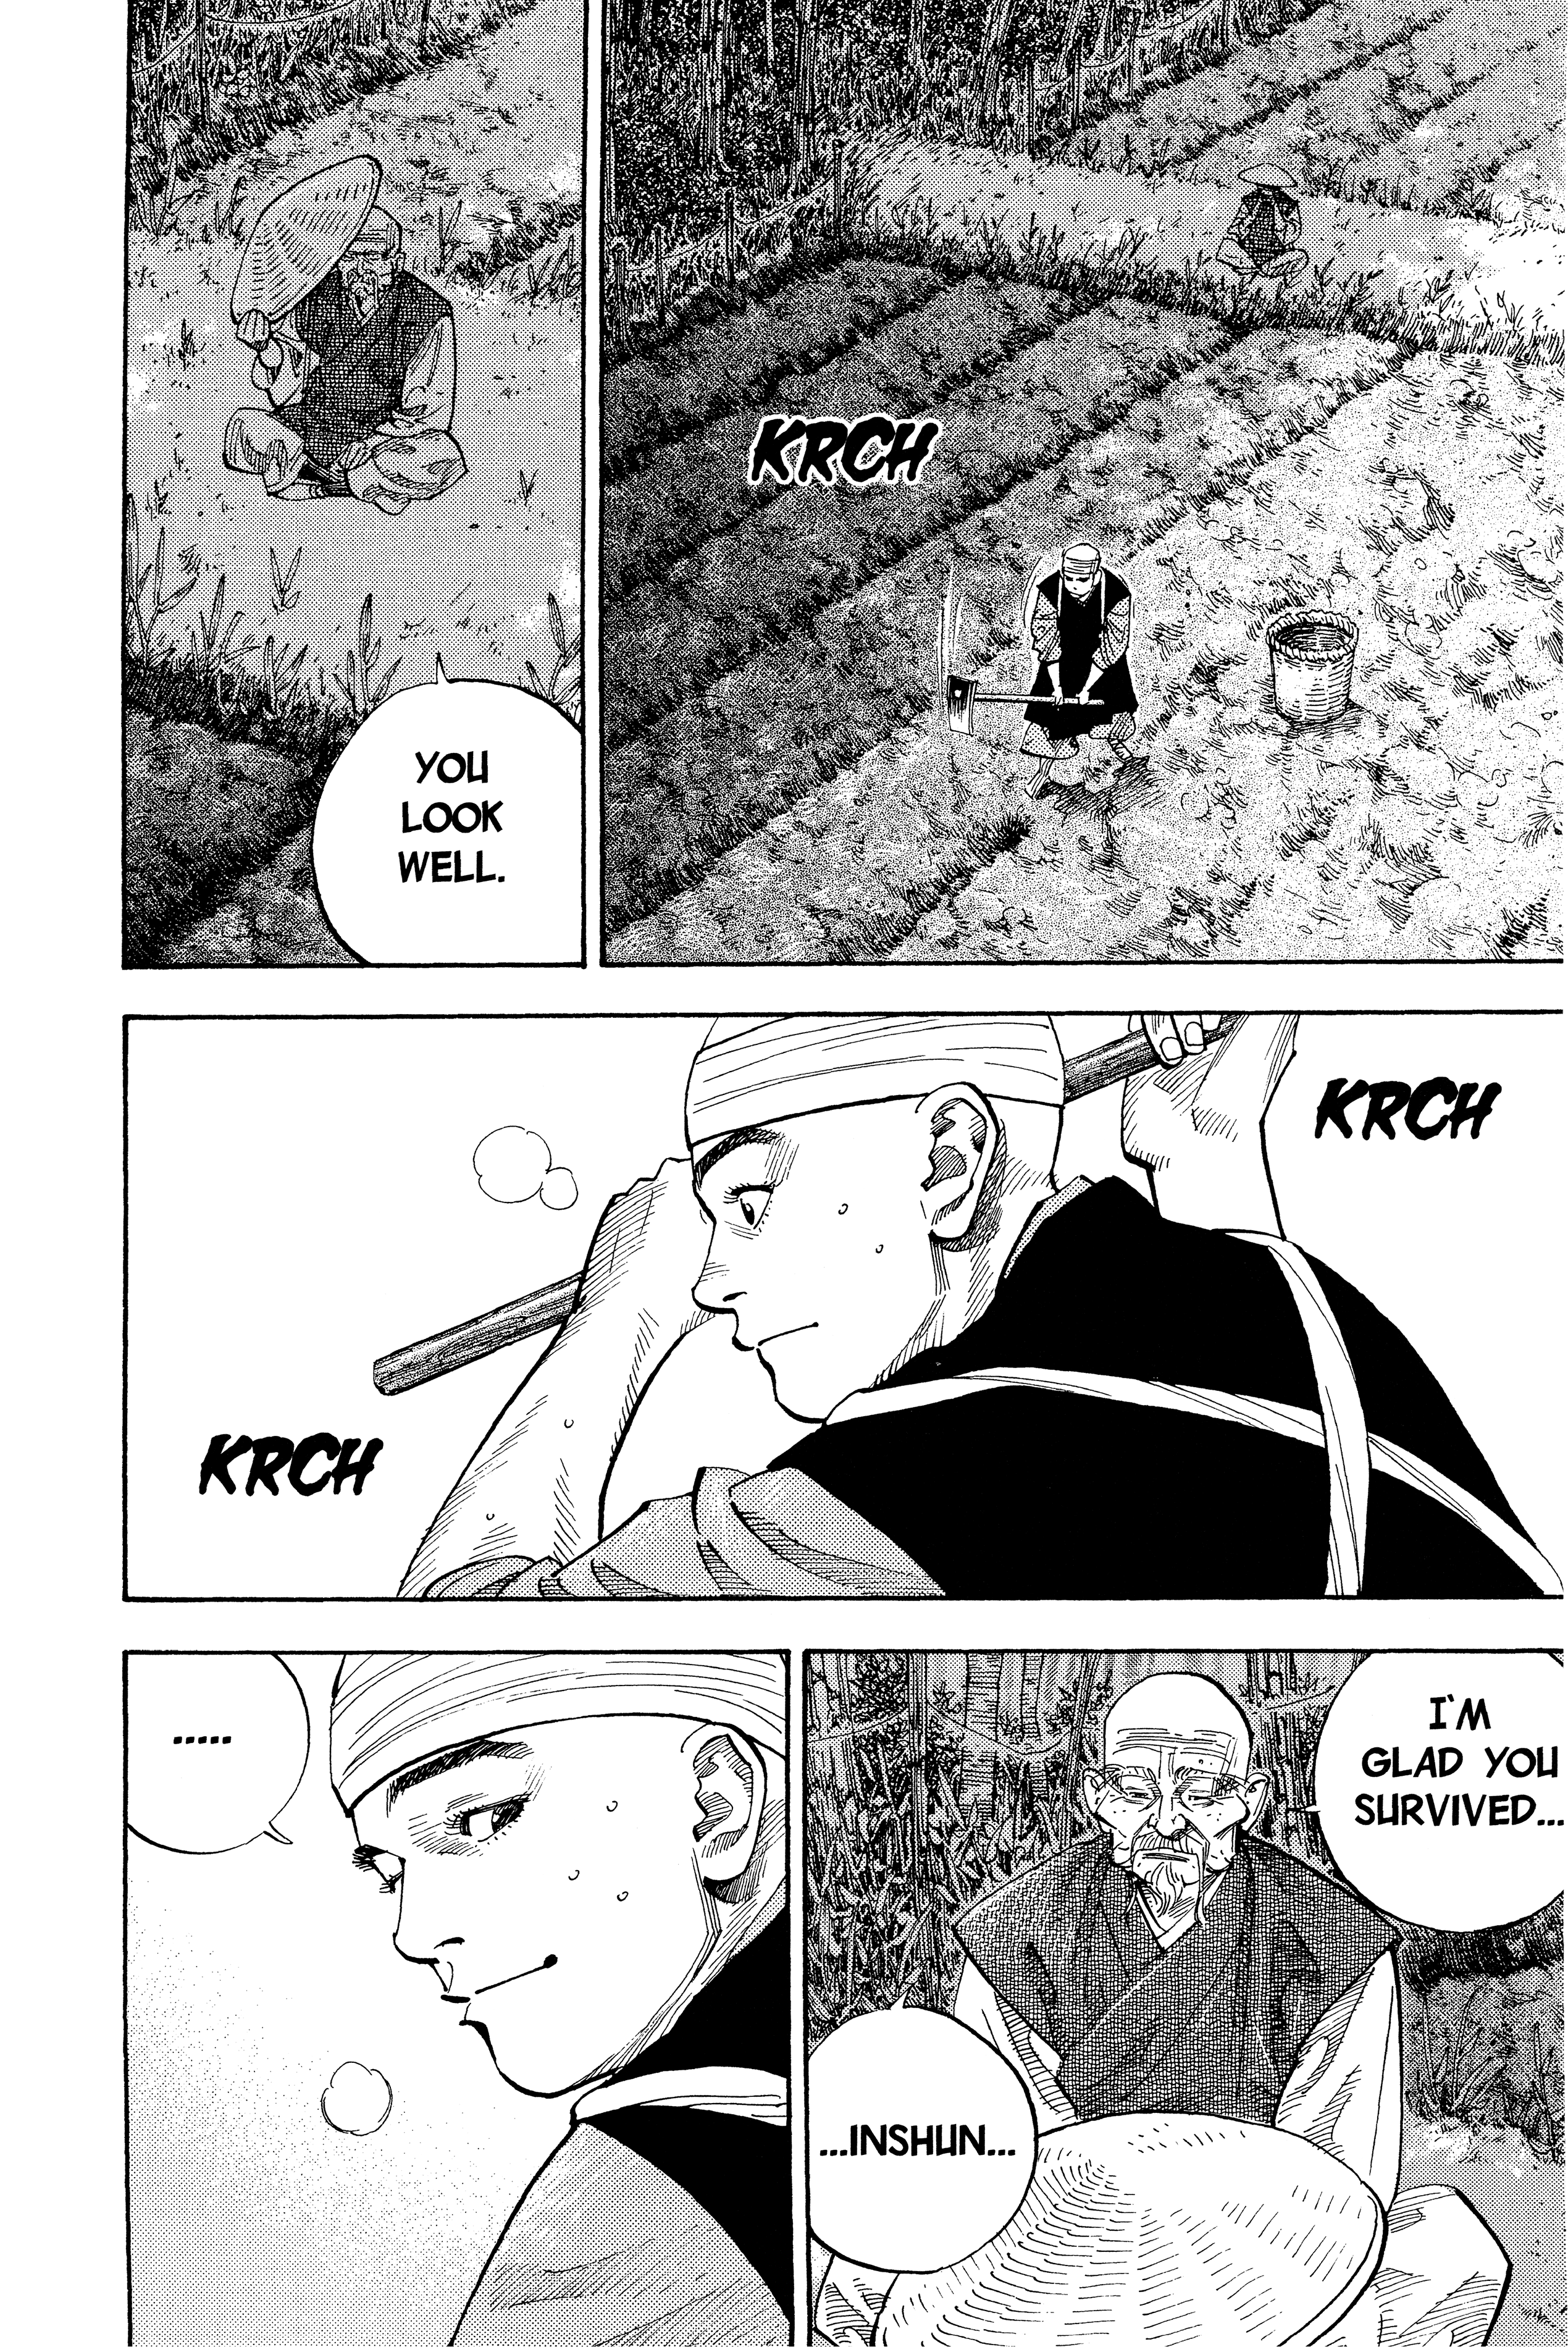 KRCH
YOU
LOOK
WELL.
KRCH
KRCH
I'M
GLAD YOU
SURVIVED...
...INSHUN...
.....